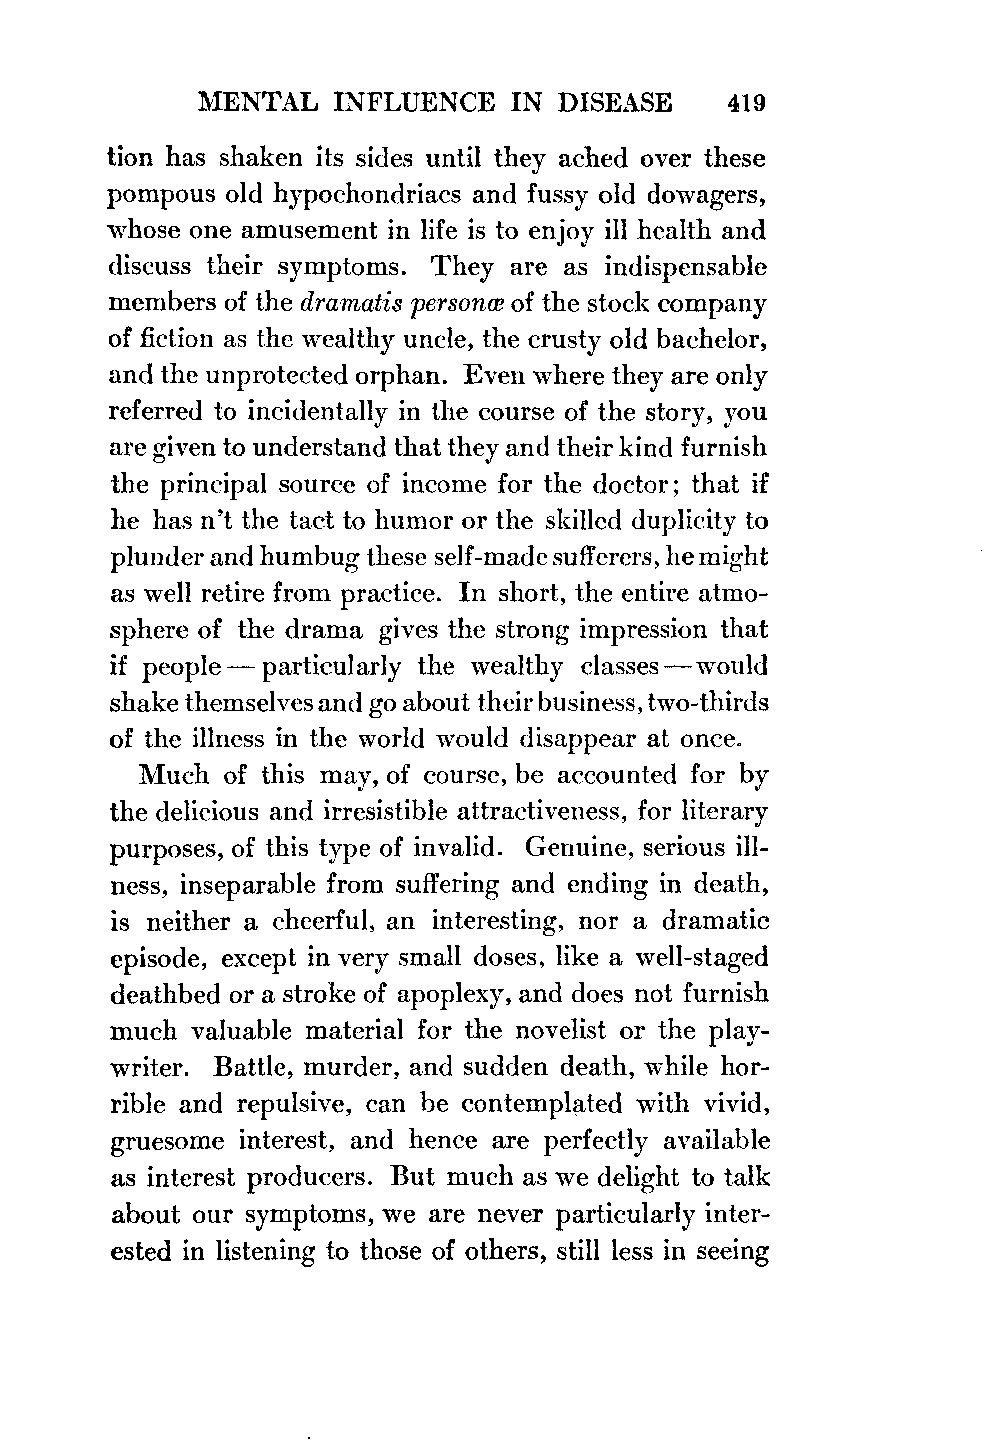 MENTAL INFLUENCE IN DISEASE 419
tion has shaken its sides until they ached over these
pompous old hypochondriacs and fussy old dowagers,
whose one amusement in life is to enjoy ill health and
discuss their symptoms. They are as indispensable
members of the dramatis personæ of the stock company
of fiction as the wealthy uncle, the crusty old bachelor,
and the unprotected orphan. Even where they are only
referred to incidentally in the course of the story, you
are given to understand that they and their kind furnish
the principal source of income for the doctor; that if
he has n't the tact to humor or the skilled duplicity to
plunder and humbug these self-made sufferers, he might
as well retire from practice. In short, the entire atmo-
sphere of the drama gives the strong impression that
if people — particularly the wealthy classes — would
shake themselves and go about their business, two-thirds
of the illness in the world would disappear at once.
Much of this may, of course, be accounted for by
the delicious and irresistible attractiveness, for literary
purposes, of this type of invalid. Genuine, serious ill-
ness, inseparable from suffering and ending in death,
is neither a cheerful, an interesting, nor a dramatic
episode, except in very small doses, like a well-staged
deathbed or a stroke of apoplexy, and does not furnish
much valuable material for the novelist or the play-
writer. Battle, murder, and sudden death, while hor-
rible and repulsive, can be contemplated with vivid,
gruesome interest, and hence are perfectly available
as interest producers. But much as we delight to talk
about our symptoms, we are never particularly inter-
ested in listening to those of others, still less in seeing